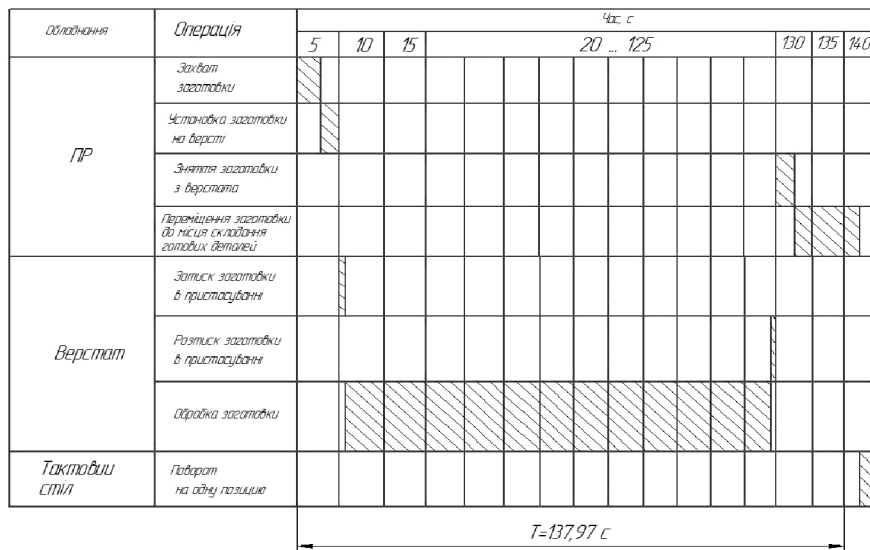 Обладнання
Операція
Час, с
5 10 15 20 ... 125 130 135 140
ПР
Захват
заготовки
Установка заготовки
на версті
Зняття заготовки
з верстата
Переміщення заготовки
до місця складання
готових деталей
Верстат
Затиск заготовки
в пристосуванні
Розтиск заготовки
в пристосуванні
Обробка заготовки
Тактовий
стіл
Поворот
на одну позицію
T=137,97 с